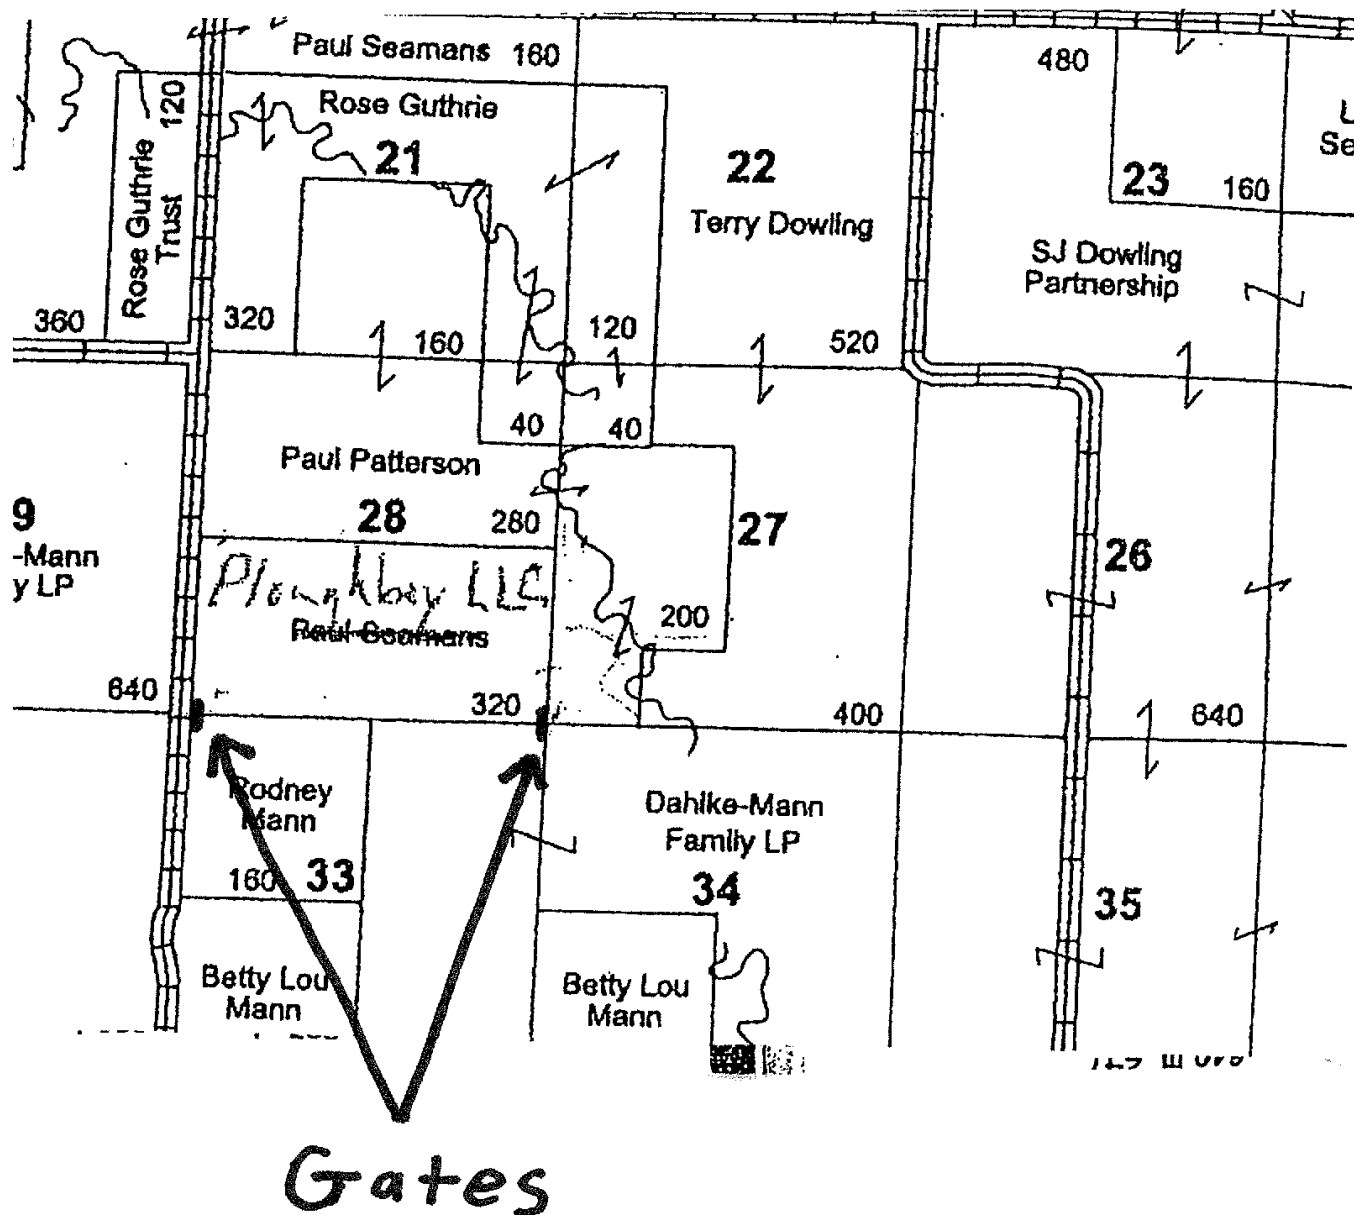 Paul Seamans 160
480
120
Rose Guthrie
Rose Guthrie
Trust
21
22
23
160
Terry Dowling
SJ Dowling
Partnership
360
320
160
120
520
40
40
Paul Patterson
9
28
280
27
-Mann
y LP
26
Ploughboy LLC
Paul Seamans
200
640
320
400
640
Rodney
Mann
Dahlke-Mann
Family LP
160
33
34
35
Betty Lou
Mann
Betty Lou
Mann
Gates